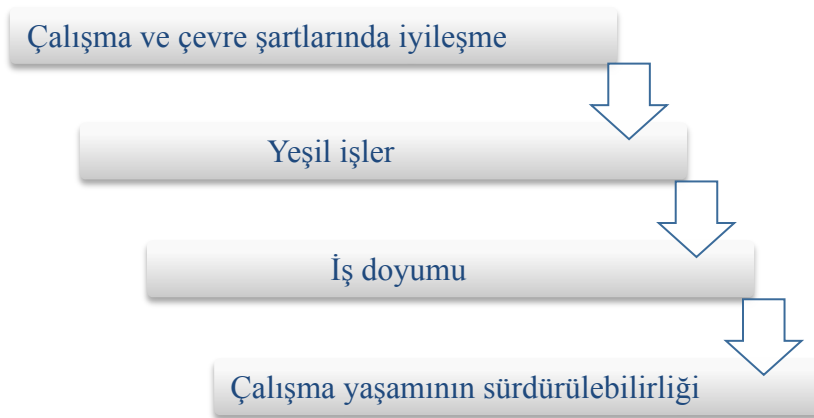 Çalışma ve çevre şartlarında iyileşme
Yeşil işler
İş doyumu
Çalışma yaşamının sürdürülebilirliği